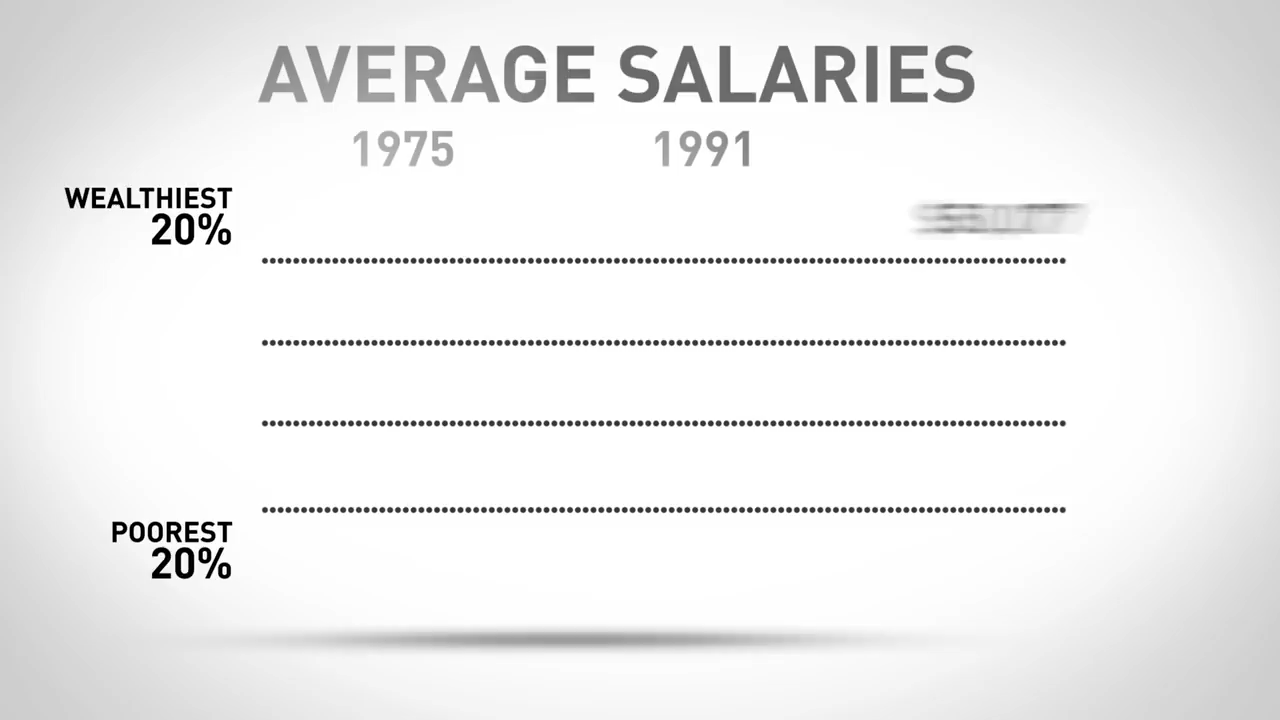 AVERAGE SALARIES
1975 1991
WEALTHIEST
20%
POOREST
20%